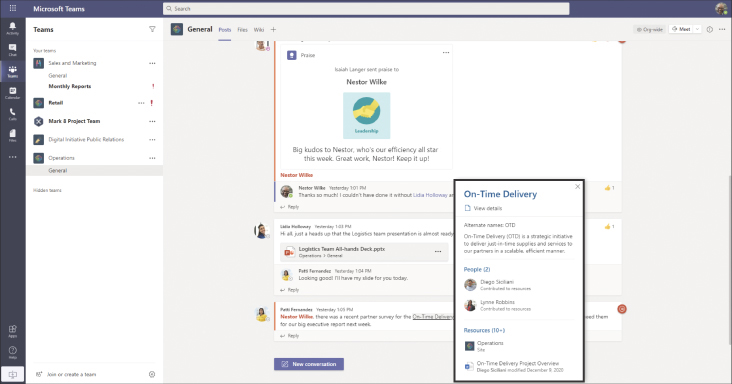 Microsoft Teams
Search
Activity
Chat
Teams
Calendar
Calls
Files
Apps
Help
Teams
Your teams
Sales and Marketing
General
Monthly Reports
Retail
Mark 8 Project Team
Digital Initiative Public Relations
Operations
General
Hidden teams
Join or create a team
General
Posts
Files
Wiki
Org-wide
Meet
Praise
Isaiah Langer sent praise to
Nestor Wilke
Leadership
Big kudos to Nestor, who's our efficiency all star
this week. Great work, Nestor! Keep it up!
Nestor Wilke
Nestor Wilke Yesterday 1:01 PM
1
Thanks so much! I couldn't have done it without Lidia Holloway
Reply
Lidia Holloway Yesterday 1:03 PM
1
Hi all, just a heads up that the Logistics team presentation is almost ready
Logistics Team All-hands Deck.pptx
Operations > General
Patti Fernandez Yesterday 1:04 PM
Looking good! I'll have my slide for you today.
Reply
Patti Fernandez Yesterday 1:05 PM
Nestor Wilke, there was a recent partner survey for the On-Time Delivery
eed them
for our big executive report next week.
Reply
New conversation
On-Time Delivery
View details
Alternate names: OTD
On-Time Delivery (OTD) is a strategic initiative
to deliver just-in-time supplies and services to
our partners in a scalable, efficient manner.
People (2)
Diego Siciliani
Contributed to resources
Lynne Robbins
Contributed to resources
Resources (10+)
Operations
Site
On-Time Delivery Project Overview
Diego Siciliani modified December 9, 2020